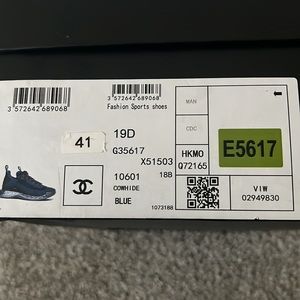 3 572642 689068
3 572642 689068
Fashion Sports shoes
MAN
CDC
41
19D
G35617
X51503
10601
18B
COWHIDE
BLUE
1073188
HKMO
Q72165
E5617
VIW
02949830